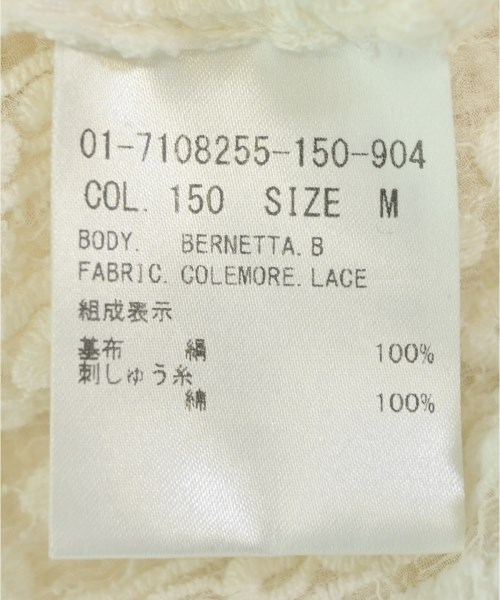 01-7108255-150-904
COL. 150 SIZE M
BODY. BERNETTA. B
FABRIC. COLEMORE. LACE
組成表示
基布 絹 100%
刺しゅう糸
綿 100%